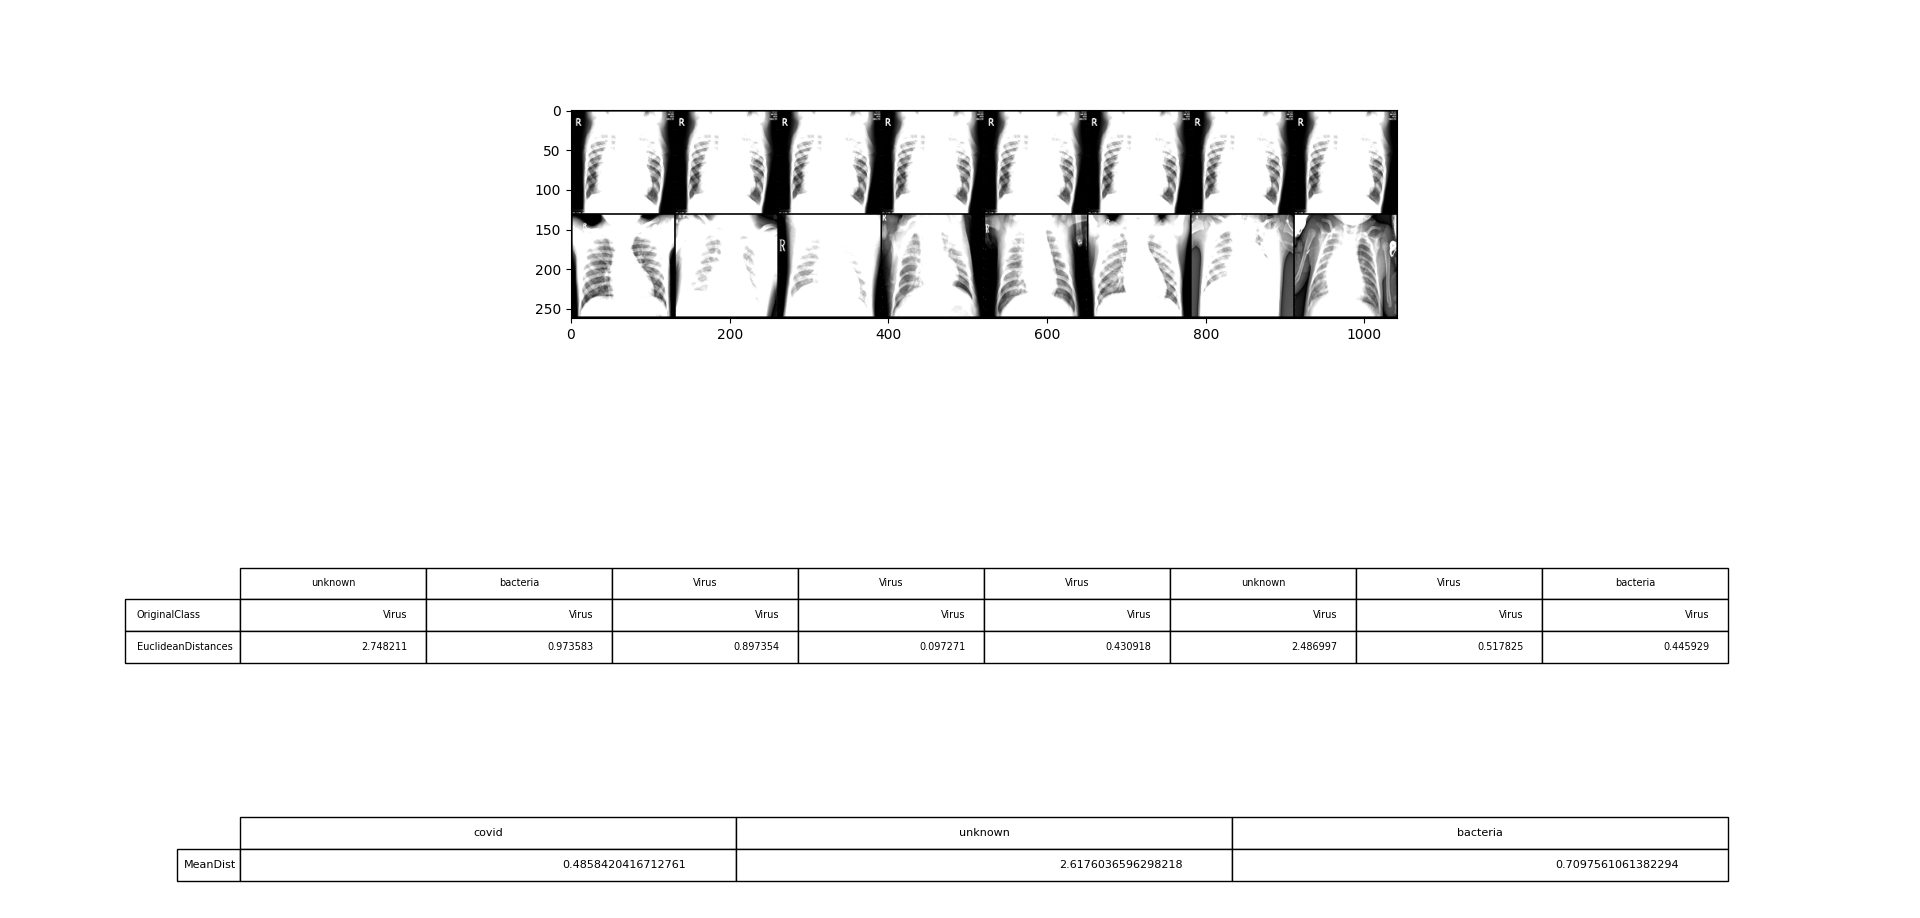 0
R R R R R R R R
50
100
150
R
200
250
0 200 400 600 800 1000
unknown bacteria Virus Virus Virus unknown Virus bacteria
OriginalClass Virus Virus Virus Virus Virus Virus Virus Virus
EuclideanDistances 2.748211 0.973583 0.897354 0.097271 0.430918 2.486997 0.517825 0.445929
covid unknown bacteria
MeanDist 0.4858420416712761 2.6176036596298218 0.7097561061382294